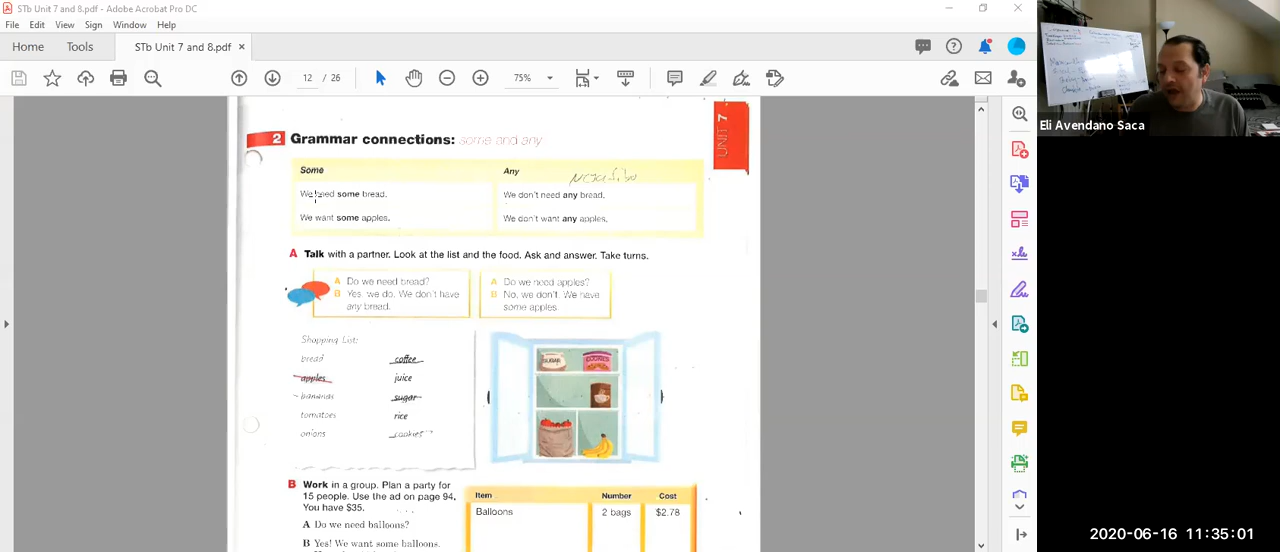 STb Unit 7 and 8.pdf - Adobe Acrobat Pro DC
File Edit View Sign Window Help
Home Tools STb Unit 7 and 8.pdf ×
12 / 26 75%
Eli Avendano Saca
UNIT 7
2 Grammar connections: some and any
Some Any
We need some bread. We don't need any bread.
We want some apples. We don't want any apples.
A Talk with a partner. Look at the list and the food. Ask and answer. Take turns.
A Do we need bread?
B Yes, we do. We don't have
any bread.
A Do we need apples?
B No, we don't. We have
some apples.
Shopping List:
bread coffee
apples juice
bananas sugar
tomatoes rice
onions cookies
SUGAR COOKIES
B Work in a group. Plan a party for
15 people. Use the ad on page 94.
You have $35.
A Do we need balloons?
B Yes! We want some balloons.
Item Number Cost
Balloons 2 bags $2.78
2020-06-16 11:35:01